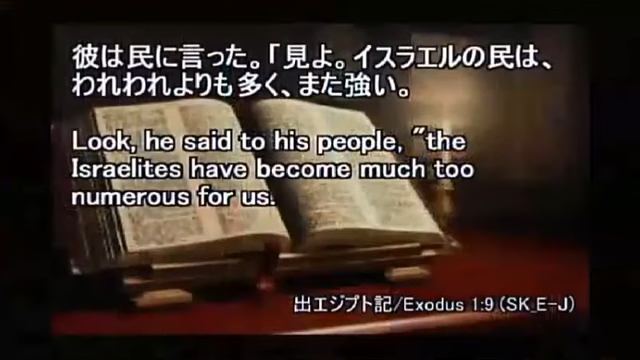 彼は民に言った。「見よ。イスラエルの民は、
われわれよりも多く、また強い。
Look, he said to his people, "the
Israelites have become much too
numerous for us.
出エジプト記/Exodus 1:9 (SK_E-J)